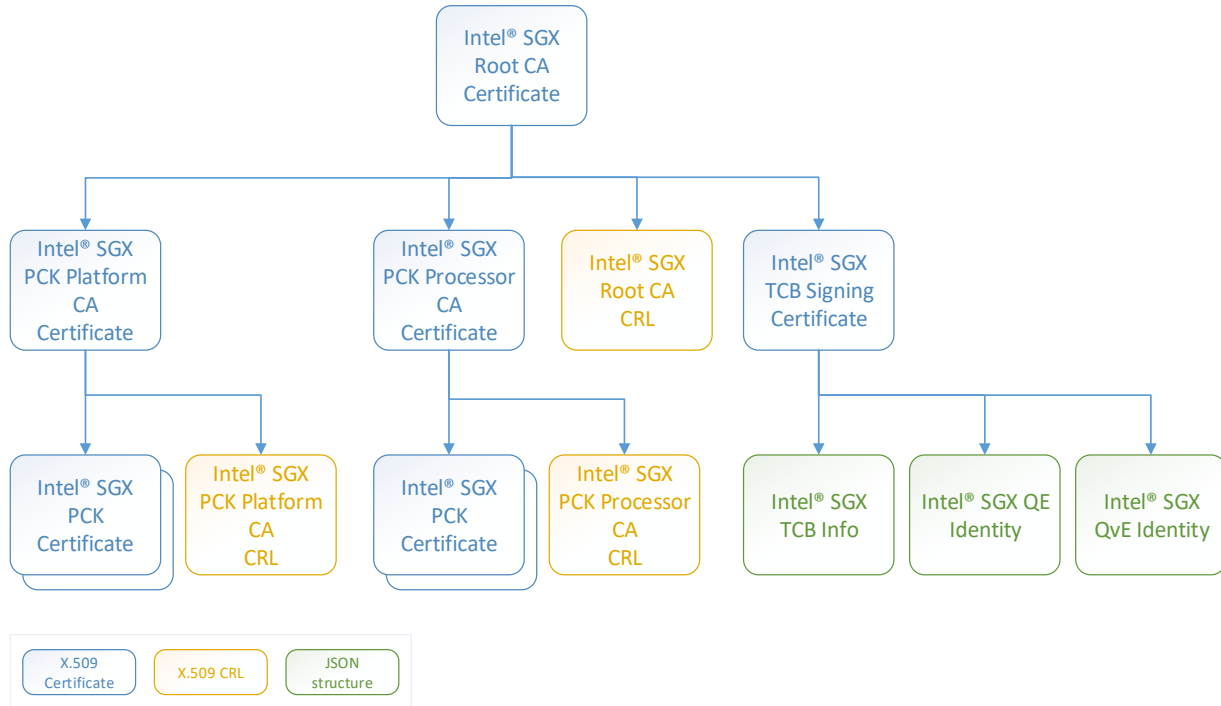 Intel® SGX
Root CA
Certificate
Intel® SGX
PCK Platform
CA
Certificate
Intel® SGX
PCK Processor
CA
Certificate
Intel® SGX
Root CA
CRL
Intel® SGX
TCB Signing
Certificate
Intel® SGX
PCK
Certificate
Intel® SGX
PCK Platform
CA
CRL
Intel® SGX
PCK
Certificate
Intel® SGX
PCK Processor
CA
CRL
Intel® SGX
TCB Info
Intel® SGX QE
Identity
Intel® SGX
QvE Identity
X.509
Certificate
X.509 CRL
JSON
structure